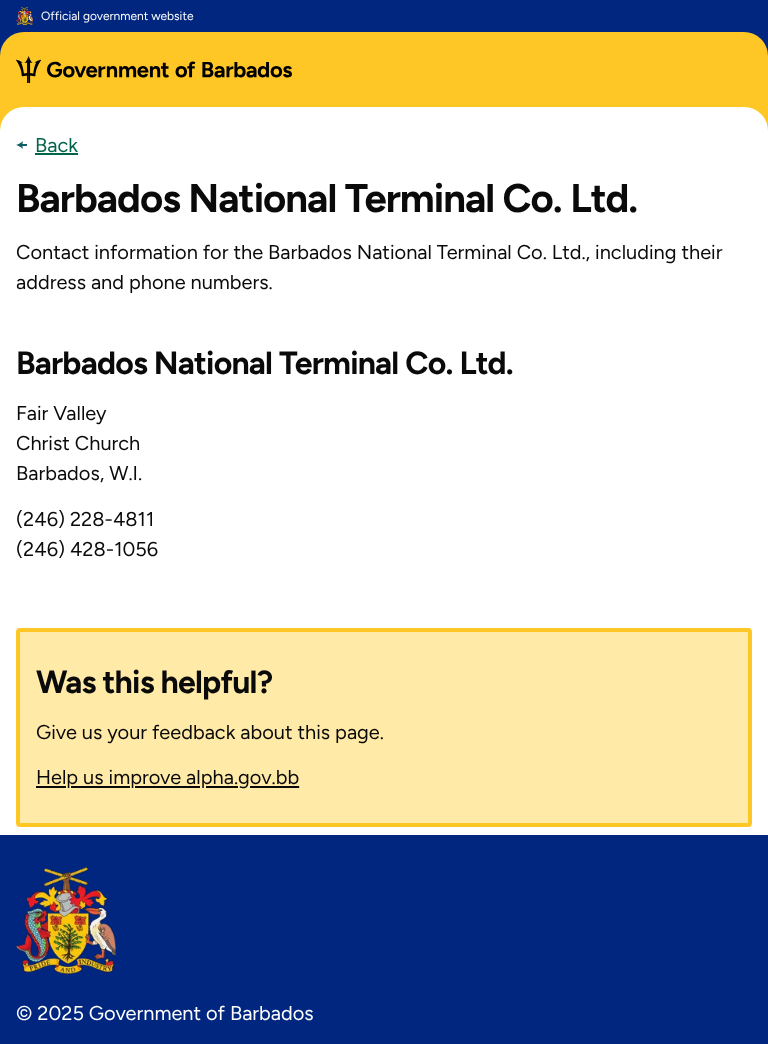 Official government website
Government of Barbados
Back
Barbados National Terminal Co. Ltd.
Contact information for the Barbados National Terminal Co. Ltd., including their
address and phone numbers.
Barbados National Terminal Co. Ltd.
Fair Valley
Christ Church
Barbados, W.I.
(246) 228-4811
(246) 428-1056
Was this helpful?
Give us your feedback about this page.
Help us improve alpha.gov.bb
PRIDE AND INDUSTRY
© 2025 Government of Barbados